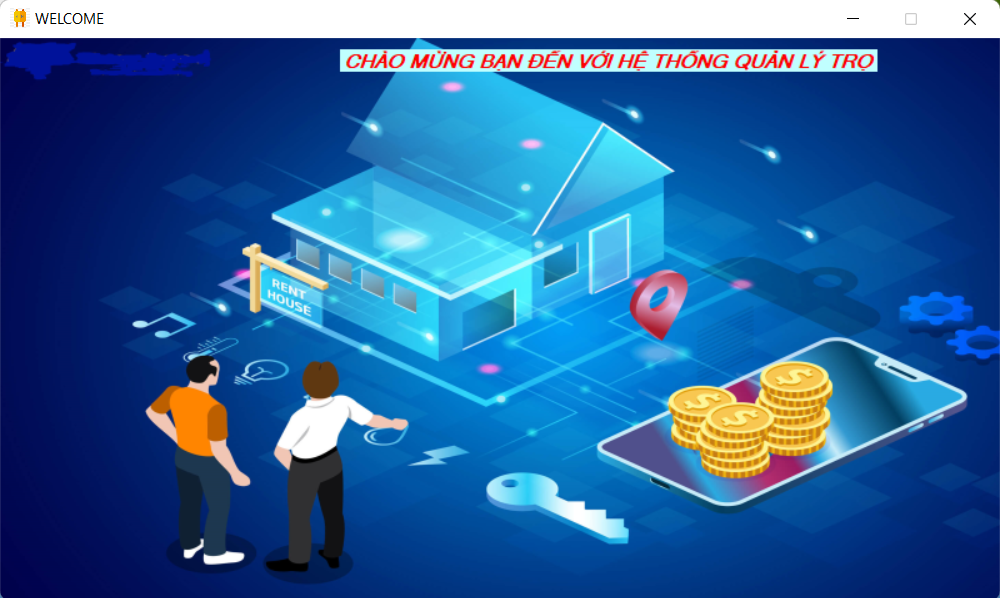 WELCOME
CHÀO MỪNG BẠN ĐẾN VỚI HỆ THỐNG QUẢN LÝ TRỌ
RENT
HOUSE